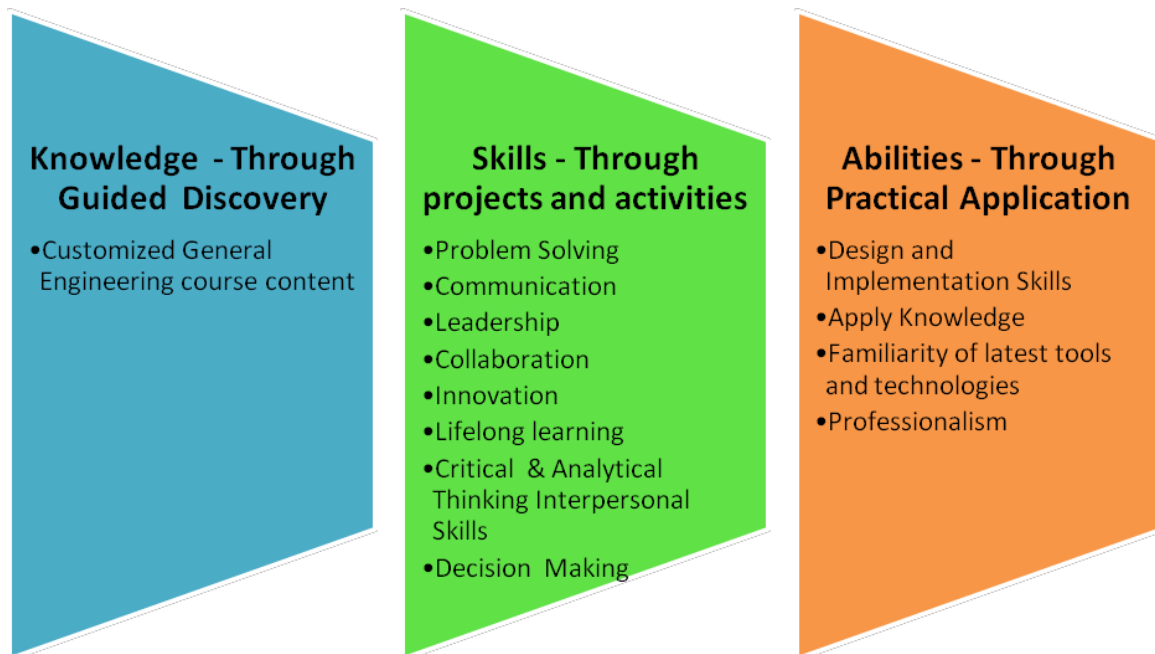 Knowledge - Through
Guided Discovery
•Customized General
Engineering course content
Skills - Through
projects and activities
•Problem Solving
•Communication
•Leadership
•Collaboration
•Innovation
•Lifelong learning
•Critical & Analytical
Thinking Interpersonal
Skills
•Decision Making
Abilities - Through
Practical Application
•Design and
Implementation Skills
•Apply Knowledge
•Familiarity of latest tools
and technologies
•Professionalism